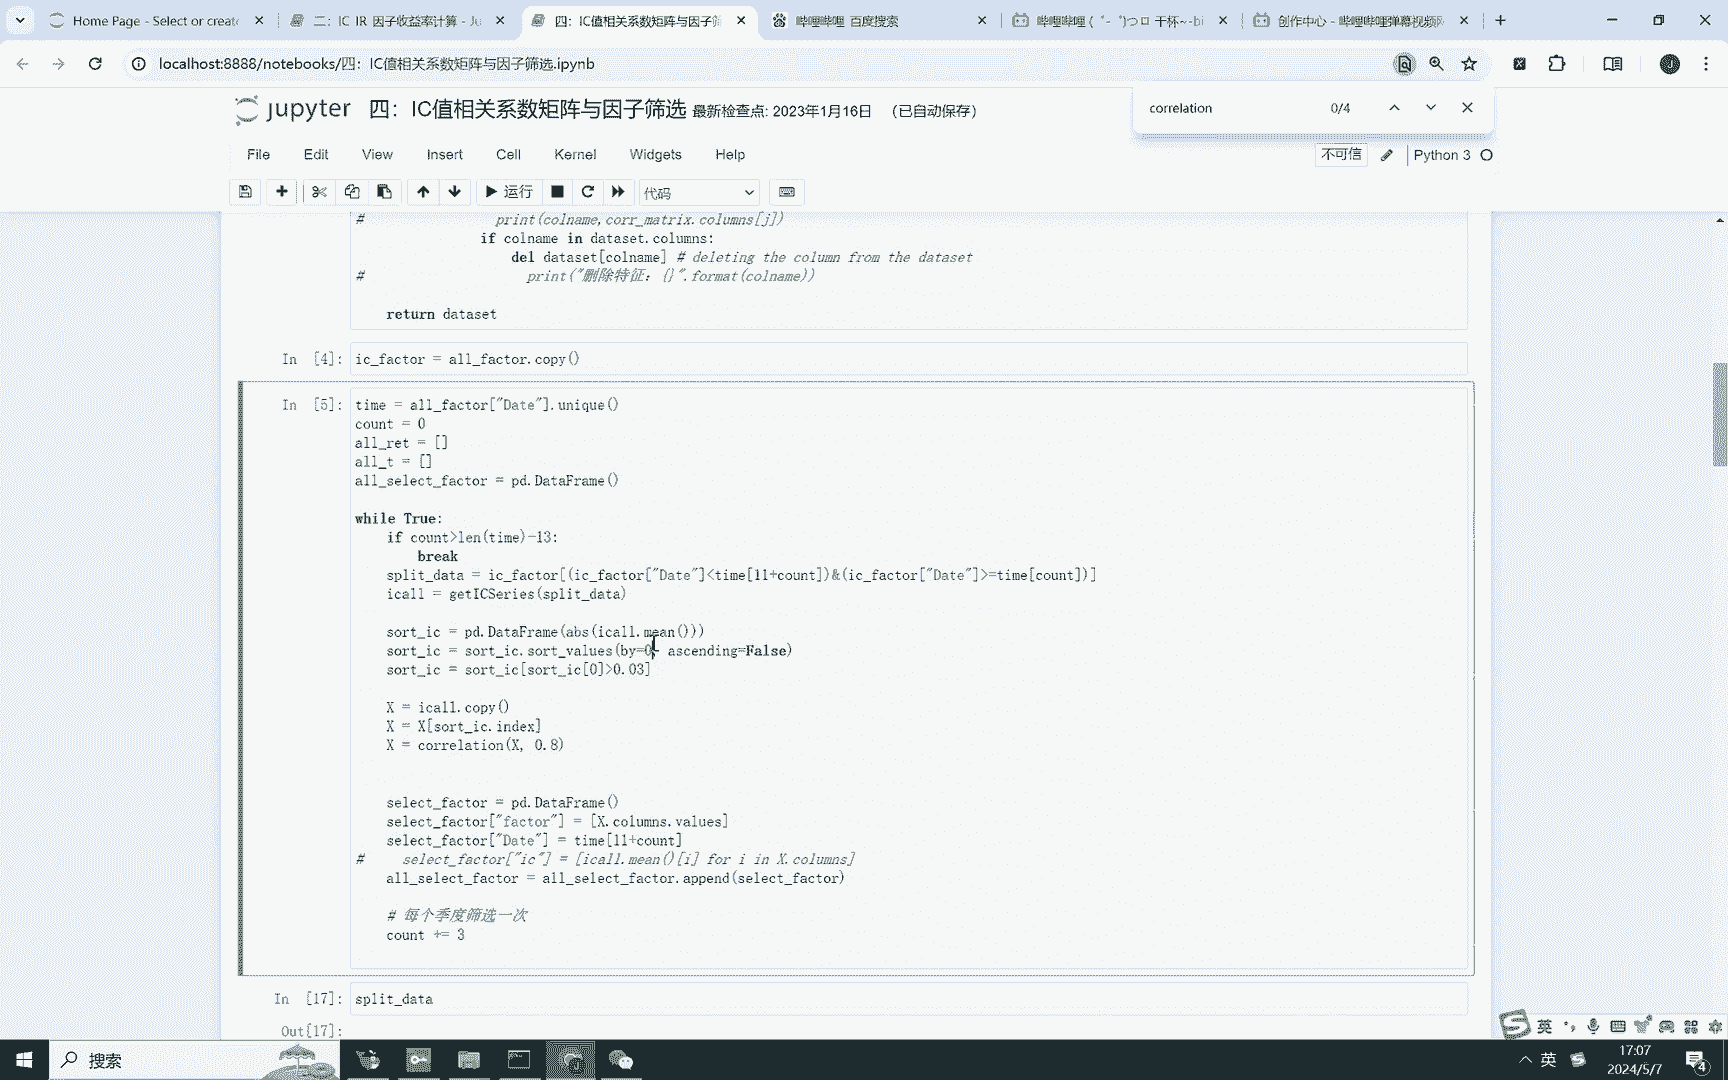 Home Page - Select or create
二：IC IR 因子收益率计算 - Ju
四：IC值相关系数矩阵与因子筛
哔哩哔哩_百度搜索
哔哩哔哩 (゜-゜)つロ 干杯~-bi
创作中心 - 哔哩哔哩弹幕视频网
localhost:8888/notebooks/四：IC值相关系数矩阵与因子筛选.ipynb
correlation 0/4
jupyter 四：IC值相关系数矩阵与因子筛选 最新检查点: 2023年1月16日 (已自动保存)
File Edit View Insert Cell Kernel Widgets Help
不可信 Python 3
运行 代码
# print(colname,corr_matrix.columns[j])
if colname in dataset.columns:
del dataset[colname] # deleting the column from the dataset
# print("删除特征：{}".format(colname))
return dataset
In [4]: ic_factor = all_factor.copy()
In [5]: time = all_factor["Date"].unique()
count = 0
all_ret = []
all_t = []
all_select_factor = pd.DataFrame()
while True:
if count>len(time)-13:
break
split_data = ic_factor[(ic_factor["Date"]<time[11+count])&(ic_factor["Date"]>=time[count])]
icall = getICSeries(split_data)
sort_ic = pd.DataFrame(abs(icall.mean()))
sort_ic = sort_ic.sort_values(by=0, ascending=False)
sort_ic = sort_ic[sort_ic[0]>0.03]
X = icall.copy()
X = X[sort_ic.index]
X = correlation(X, 0.8)
select_factor = pd.DataFrame()
select_factor["factor"] = [X.columns.values]
select_factor["Date"] = time[11+count]
# select_factor["ic"] = [icall.mean()[i] for i in X.columns]
all_select_factor = all_select_factor.append(select_factor)
# 每个季度筛选一次
count += 3
In [17]: split_data
Out[17]:
英
搜索
英
17:07
2024/5/7
4